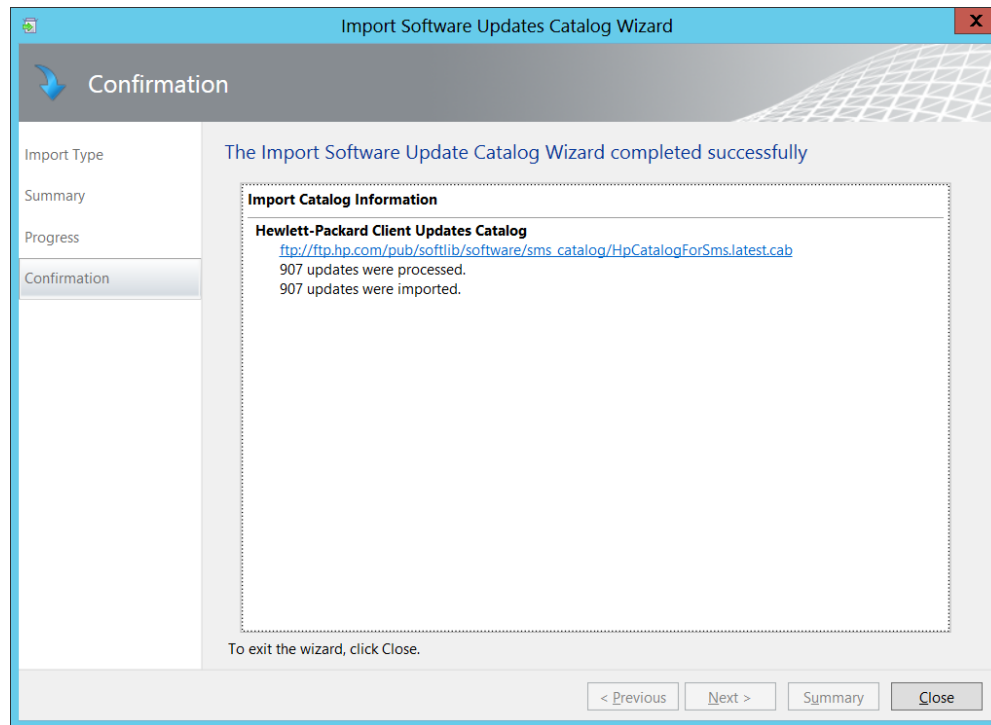 Import Software Updates Catalog Wizard
X
Confirmation
Import Type
Summary
Progress
Confirmation
The Import Software Update Catalog Wizard completed successfully
Import Catalog Information
Hewlett-Packard Client Updates Catalog
ftp://ftp.hp.com/pub/softlib/software/sms_catalog/HpCatalogForSms.latest.cab
907 updates were processed.
907 updates were imported.
To exit the wizard, click Close.
< Previous
Next >
Summary
Close